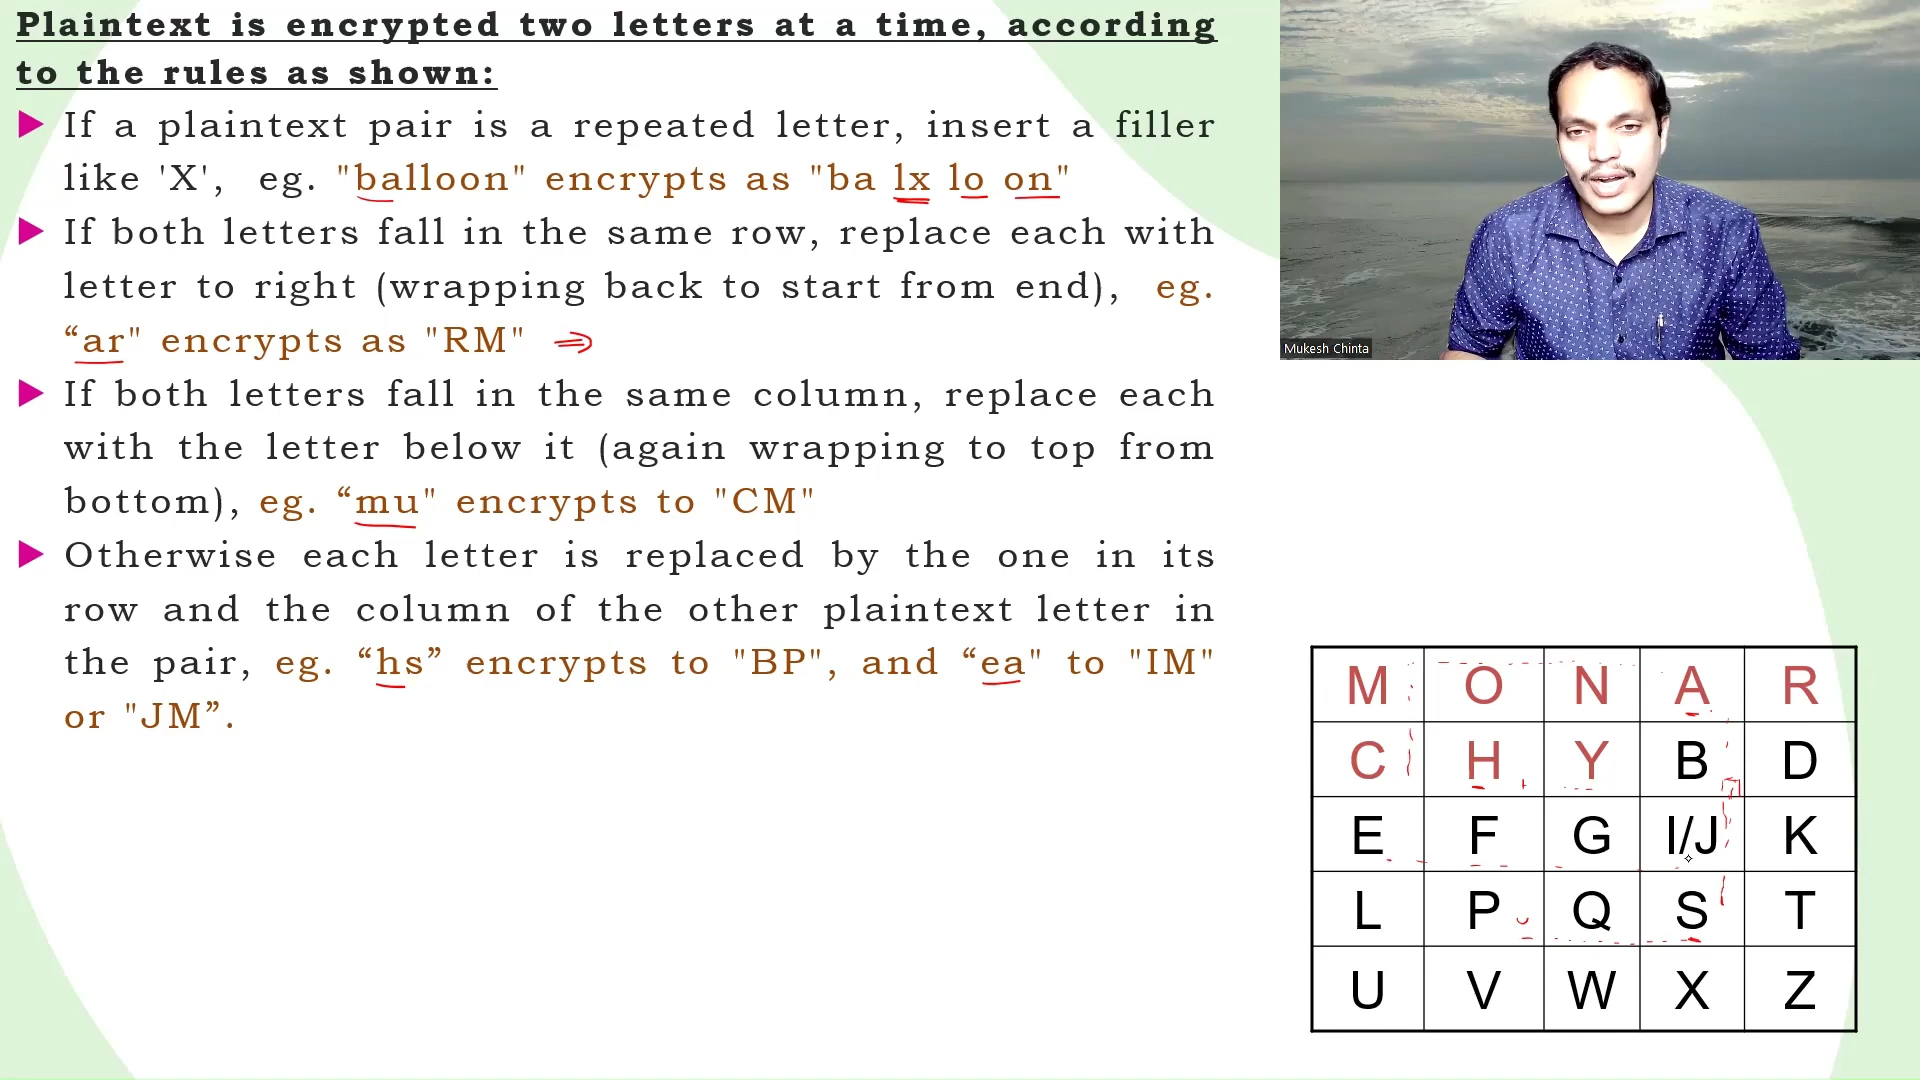 Plaintext is encrypted two letters at a time, according
to the rules as shown:
If a plaintext pair is a repeated letter, insert a filler
like 'X', eg. "balloon" encrypts as "ba lx lo on"
If both letters fall in the same row, replace each with
letter to right (wrapping back to start from end), eg.
“ar" encrypts as "RM"
If both letters fall in the same column, replace each
with the letter below it (again wrapping to top from
bottom), eg. “mu" encrypts to "CM"
Otherwise each letter is replaced by the one in its
row and the column of the other plaintext letter in
the pair, eg. “hs” encrypts to "BP", and “ea" to "IM"
or "JM”.
Mukesh Chinta
M O N A R
C H Y B D
E F G I/J K
L P Q S T
U V W X Z